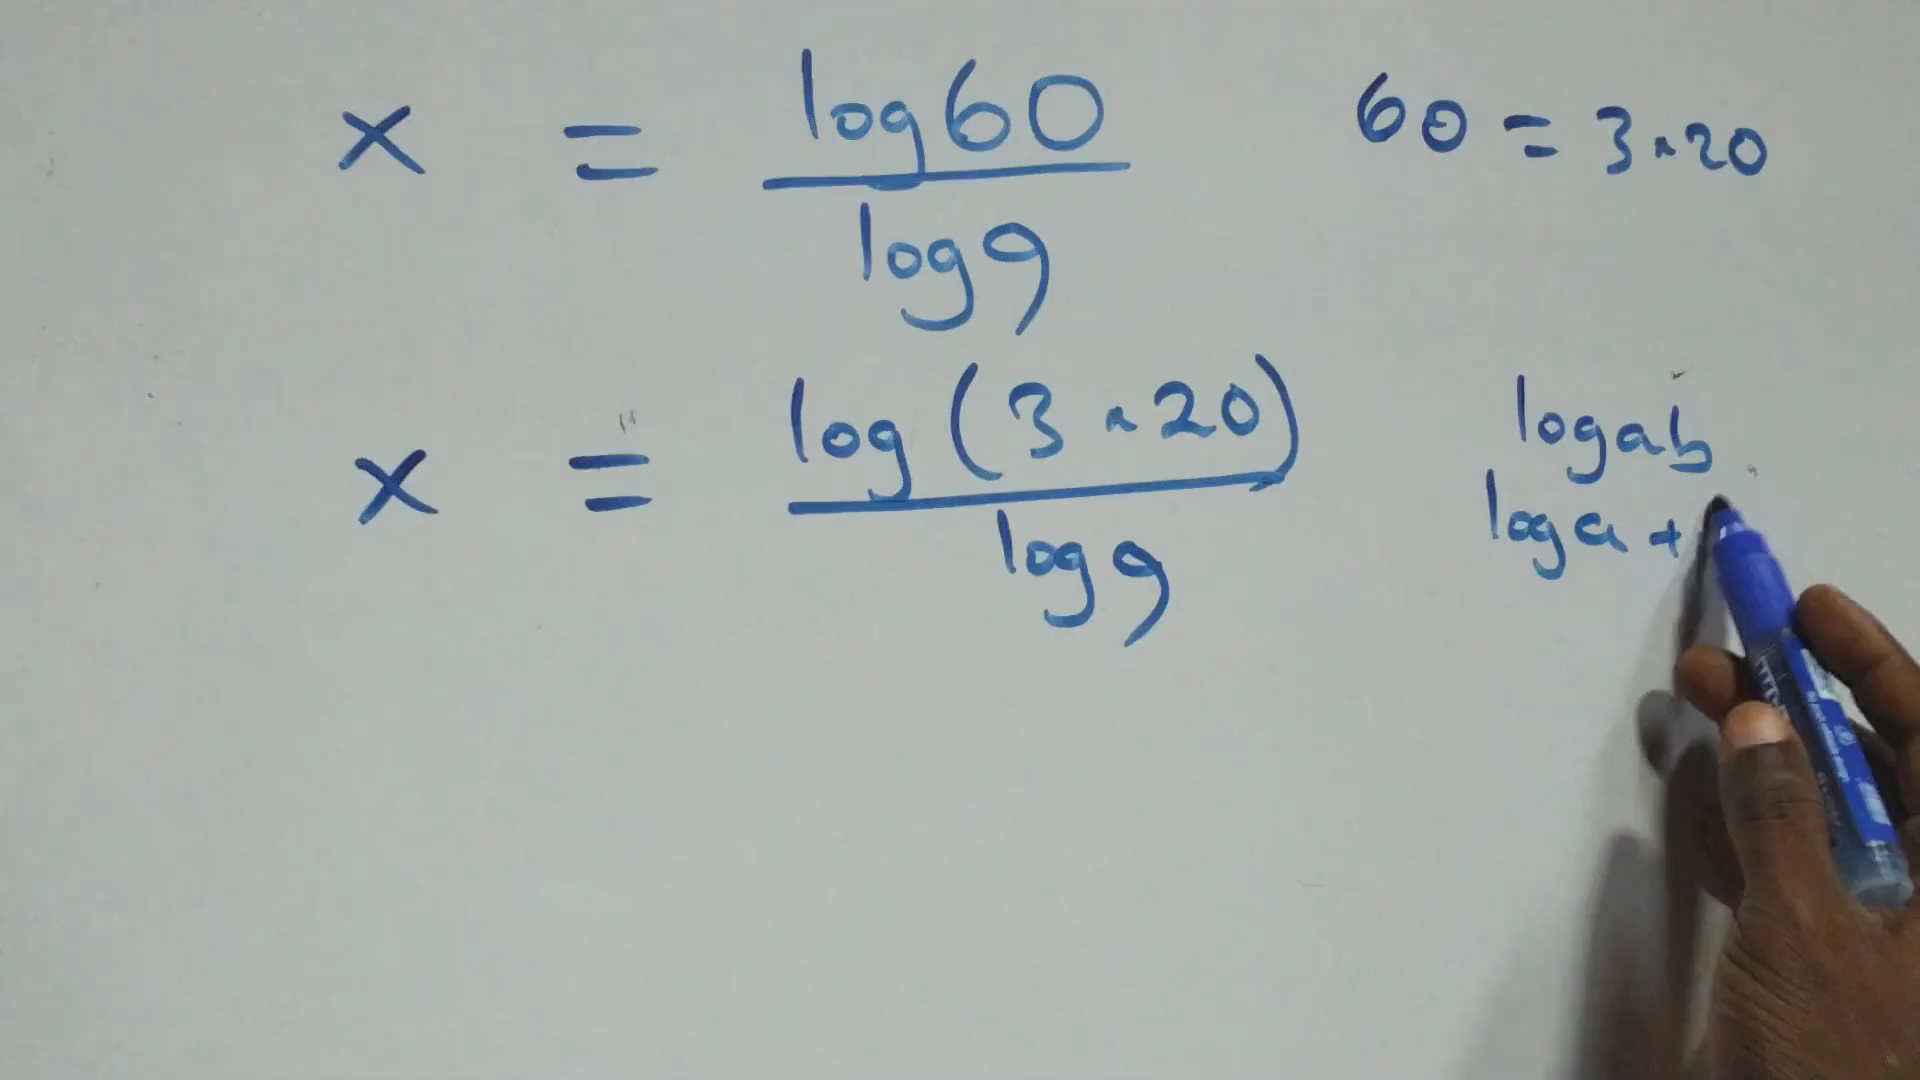 x = log60 / log9
60 = 3×20
x = log(3×20) / log9
logab
loga+